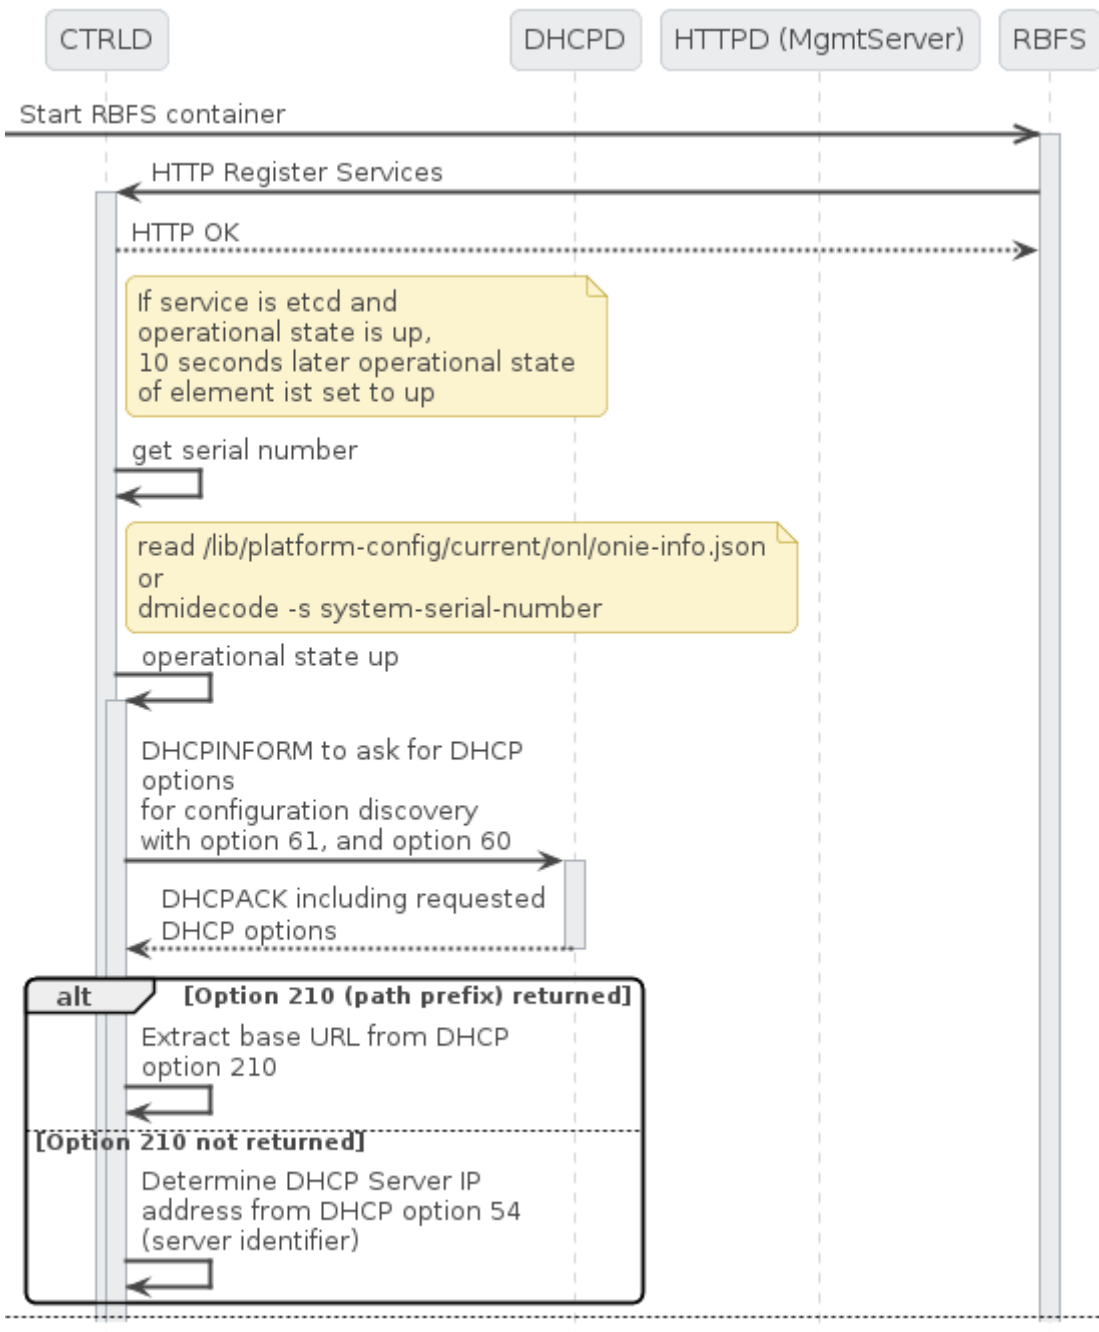 CTRLD
DHCPD
HTTPD (MgmtServer)
RBFS
Start RBFS container
HTTP Register Services
HTTP OK
If service is etcd and
operational state is up,
10 seconds later operational state
of element ist set to up
get serial number
read /lib/platform-config/current/onl/onie-info.json
or
dmidecode -s system-serial-number
operational state up
DHCPINFORM to ask for DHCP
options
for configuration discovery
with option 61, and option 60
DHCPACK including requested
DHCP options
alt
[Option 210 (path prefix) returned]
Extract base URL from DHCP
option 210
[Option 210 not returned]
Determine DHCP Server IP
address from DHCP option 54
(server identifier)